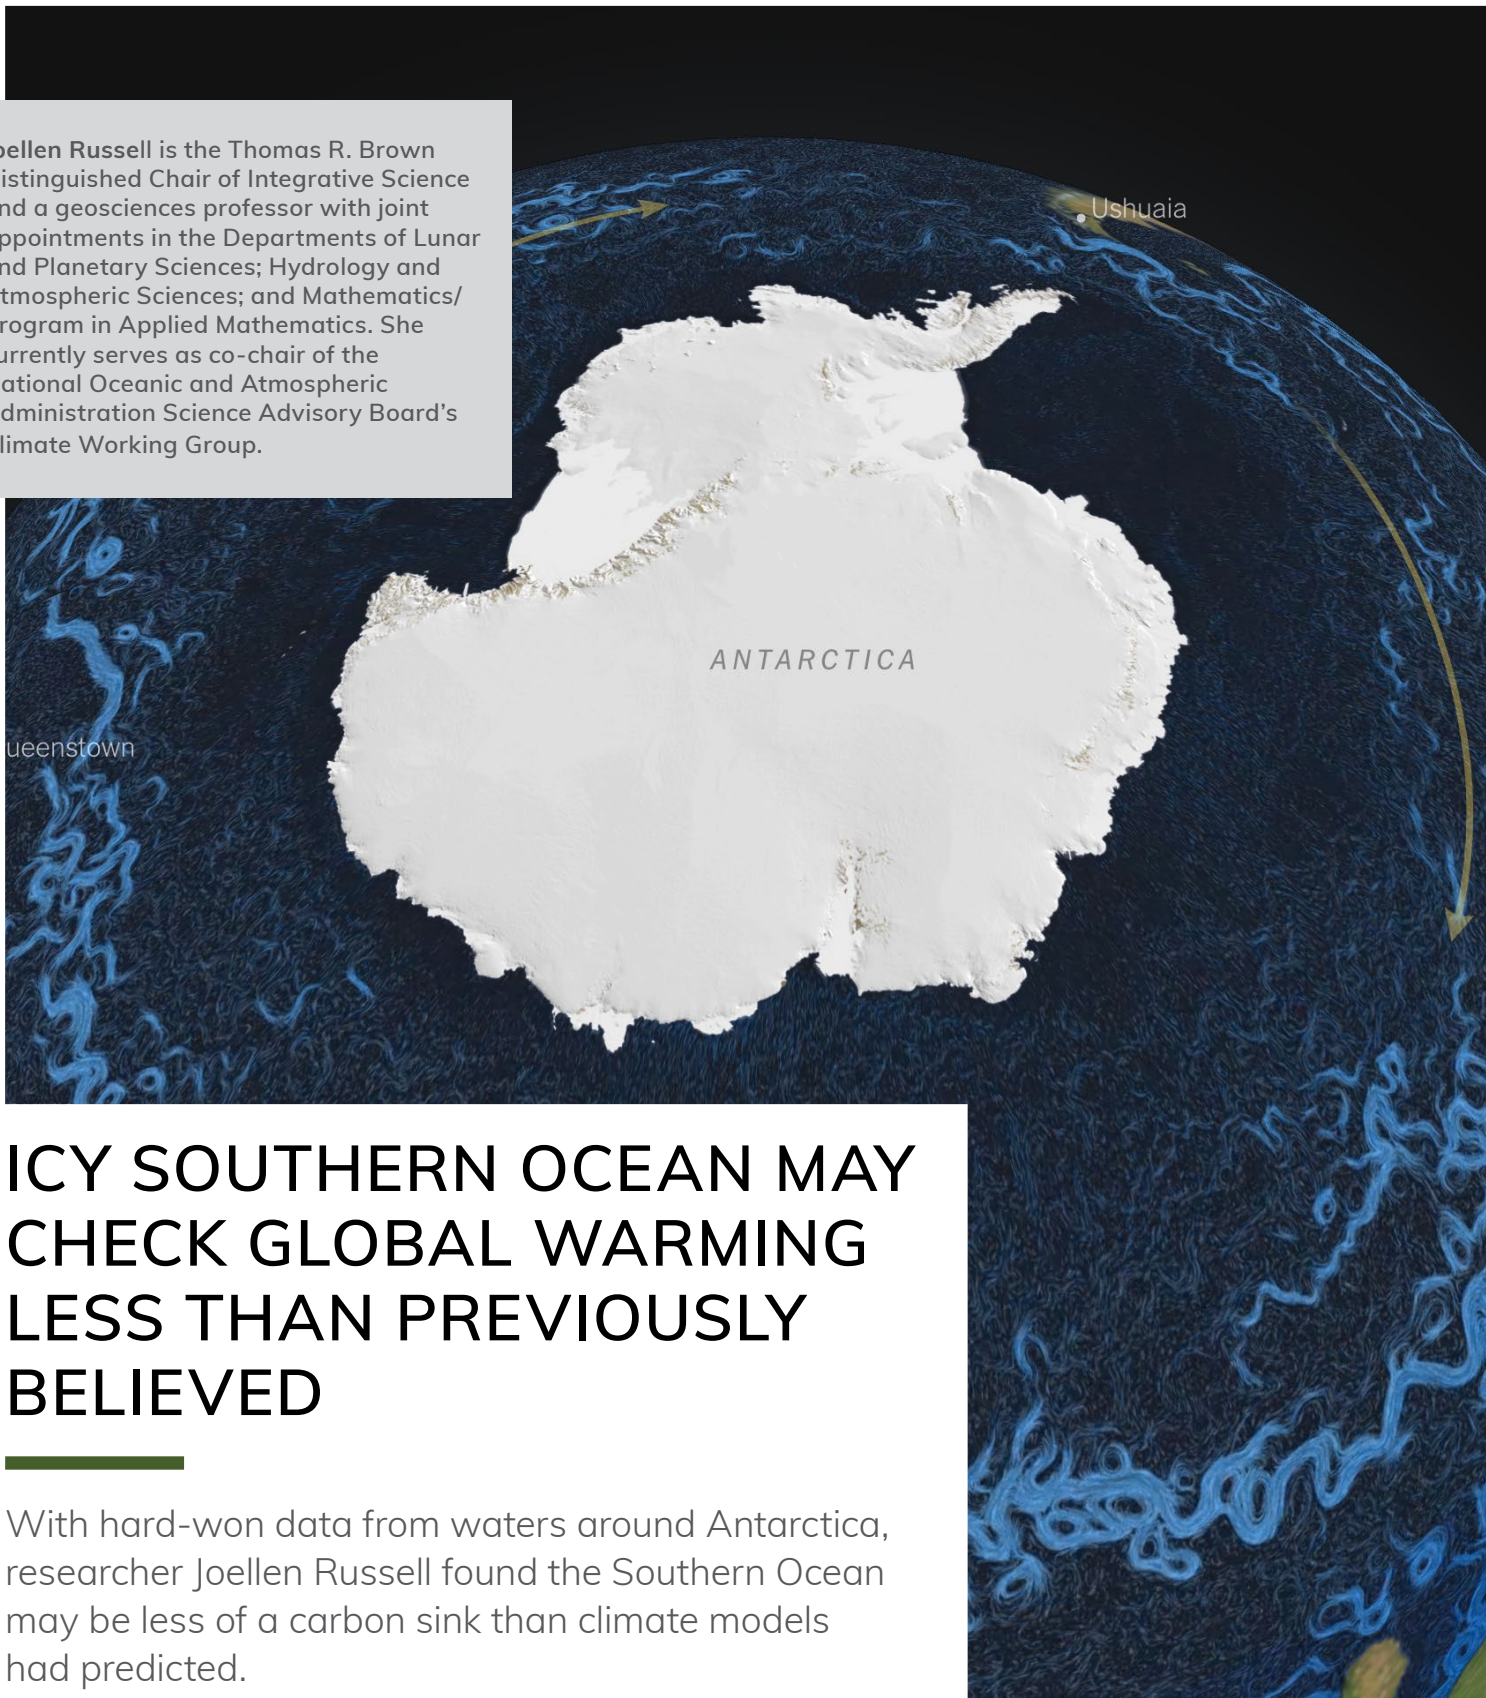 oellen Russell is the Thomas R. Brown
istinguished Chair of Integrative Science
nd a geosciences professor with joint
ppointments in the Departments of Lunar
nd Planetary Sciences; Hydrology and
tmospheric Sciences; and Mathematics/
rogram in Applied Mathematics. She
urrently serves as co-chair of the
ational Oceanic and Atmospheric
dministration Science Advisory Board’s
limate Working Group.
Ushuaia
ANTARCTICA
ueenstown
ICY SOUTHERN OCEAN MAY
CHECK GLOBAL WARMING
LESS THAN PREVIOUSLY
BELIEVED
With hard-won data from waters around Antarctica,
researcher Joellen Russell found the Southern Ocean
may be less of a carbon sink than climate models
had predicted.